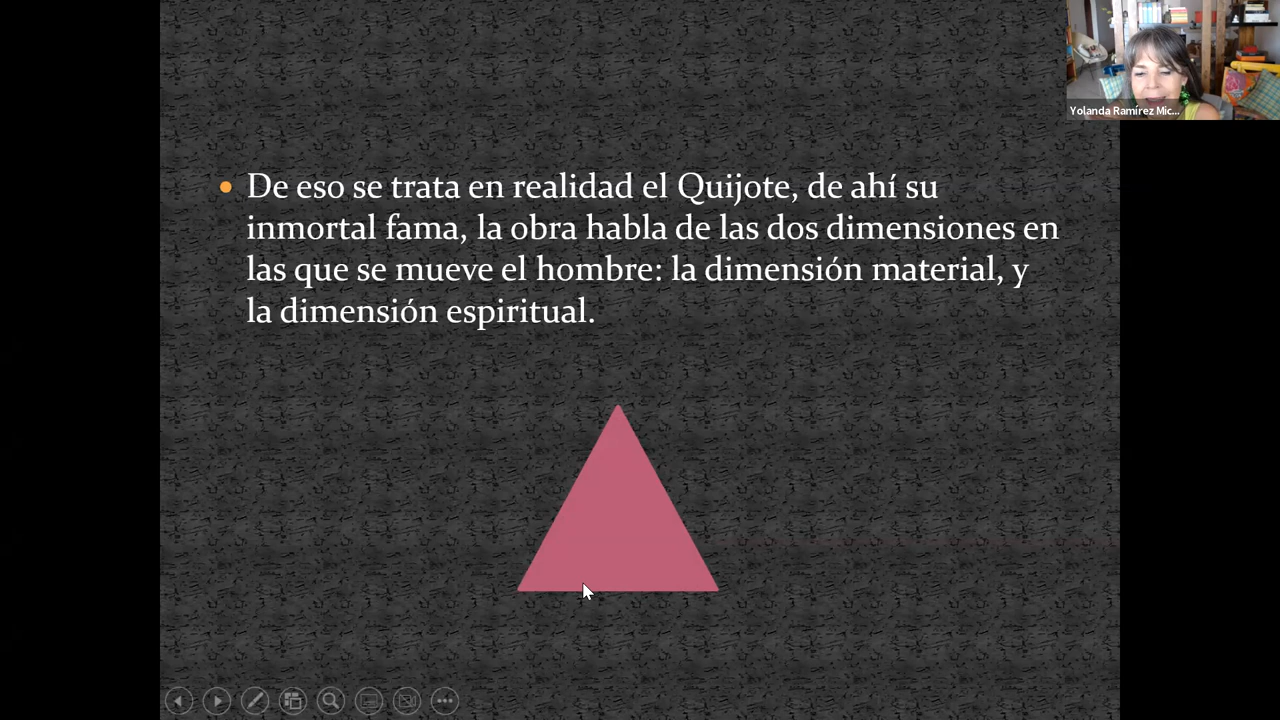 Yolanda Ramírez Mic...
De eso se trata en realidad el Quijote, de ahí su
inmortal fama, la obra habla de las dos dimensiones en
las que se mueve el hombre: la dimensión material, y
la dimensión espiritual.